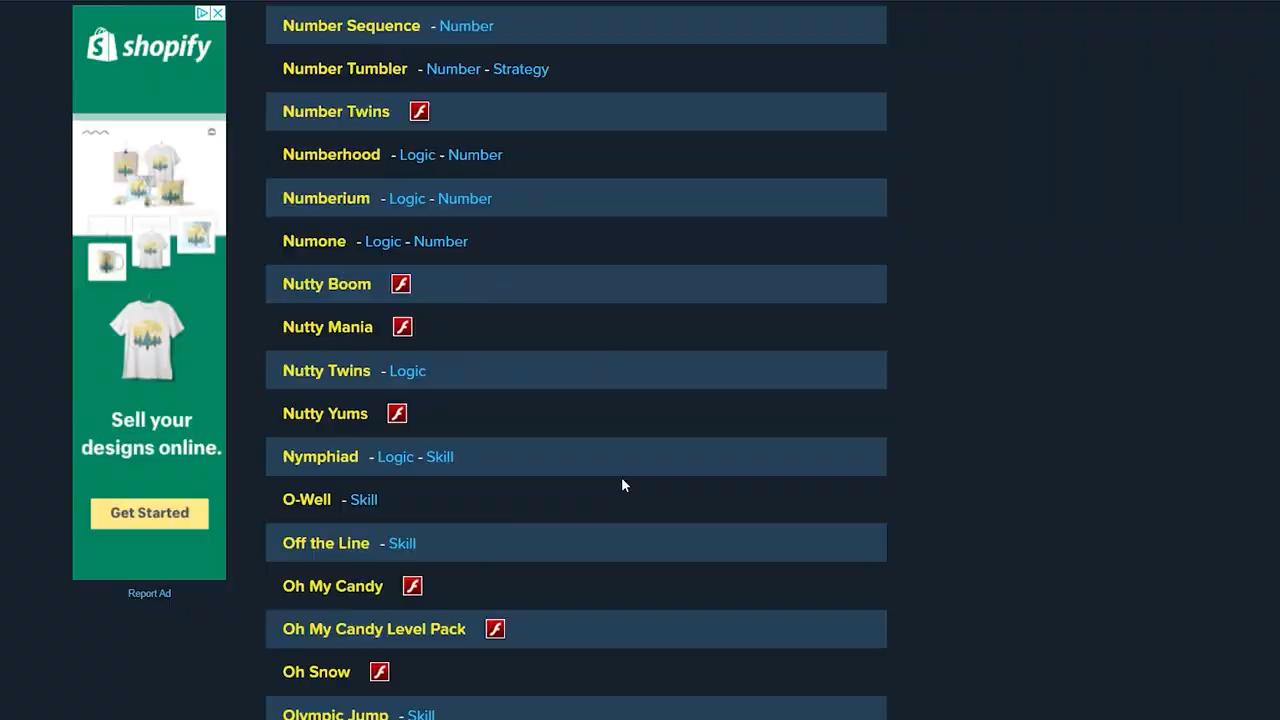 shopify
Sell your
designs online.
Get Started
Report Ad
Number Sequence - Number
Number Tumbler - Number - Strategy
Number Twins
Numberhood - Logic - Number
Numberium - Logic - Number
Numone - Logic - Number
Nutty Boom
Nutty Mania
Nutty Twins - Logic
Nutty Yums
Nymphiad - Logic - Skill
O-Well - Skill
Off the Line - Skill
Oh My Candy
Oh My Candy Level Pack
Oh Snow
Olympic Jump - Skill